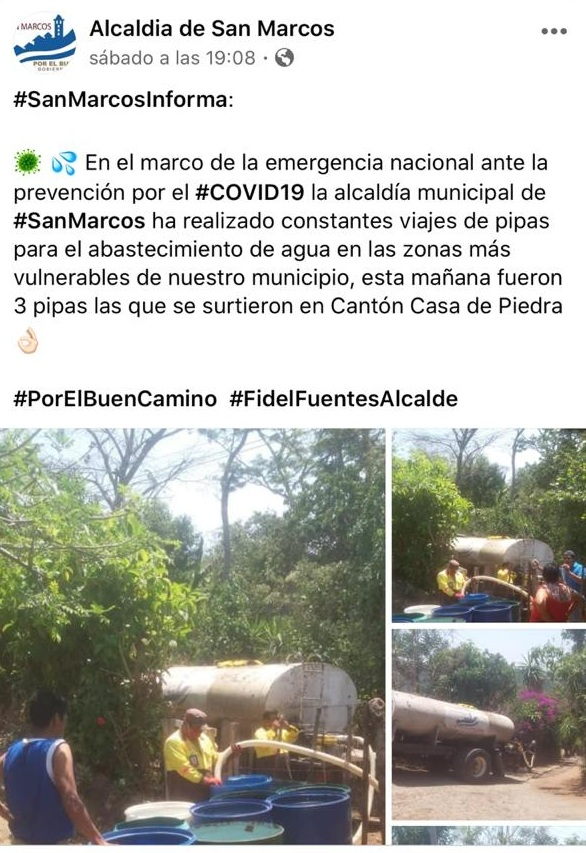 MARCOS
POR EL BU
GOBIER
Alcaldia de San Marcos
sábado a las 19:08 ·
#SanMarcosInforma:
En el marco de la emergencia nacional ante la
prevención por el #COVID19 la alcaldía municipal de
#SanMarcos ha realizado constantes viajes de pipas
para el abastecimiento de agua en las zonas más
vulnerables de nuestro municipio, esta mañana fueron
3 pipas las que se surtieron en Cantón Casa de Piedra
#PorElBuenCamino #FidelFuentesAlcalde